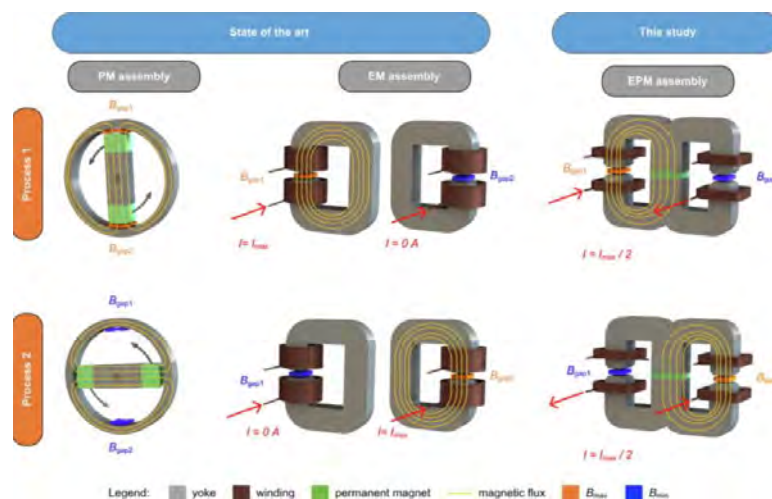 State of the art
This study
PM assembly
EM assembly
EPM assembly
Process 1
Bgap1
Bgap2
Bgap1
I = Imax
Bgap2
I = 0 A
Bgap1
I = Imax / 2
Process 2
Bgap1
Bgap2
Bgap1
I = 0 A
I = Imax
Bgap1
I = Imax / 2
Legend: yoke winding permanent magnet magnetic flux Bmax Bmin